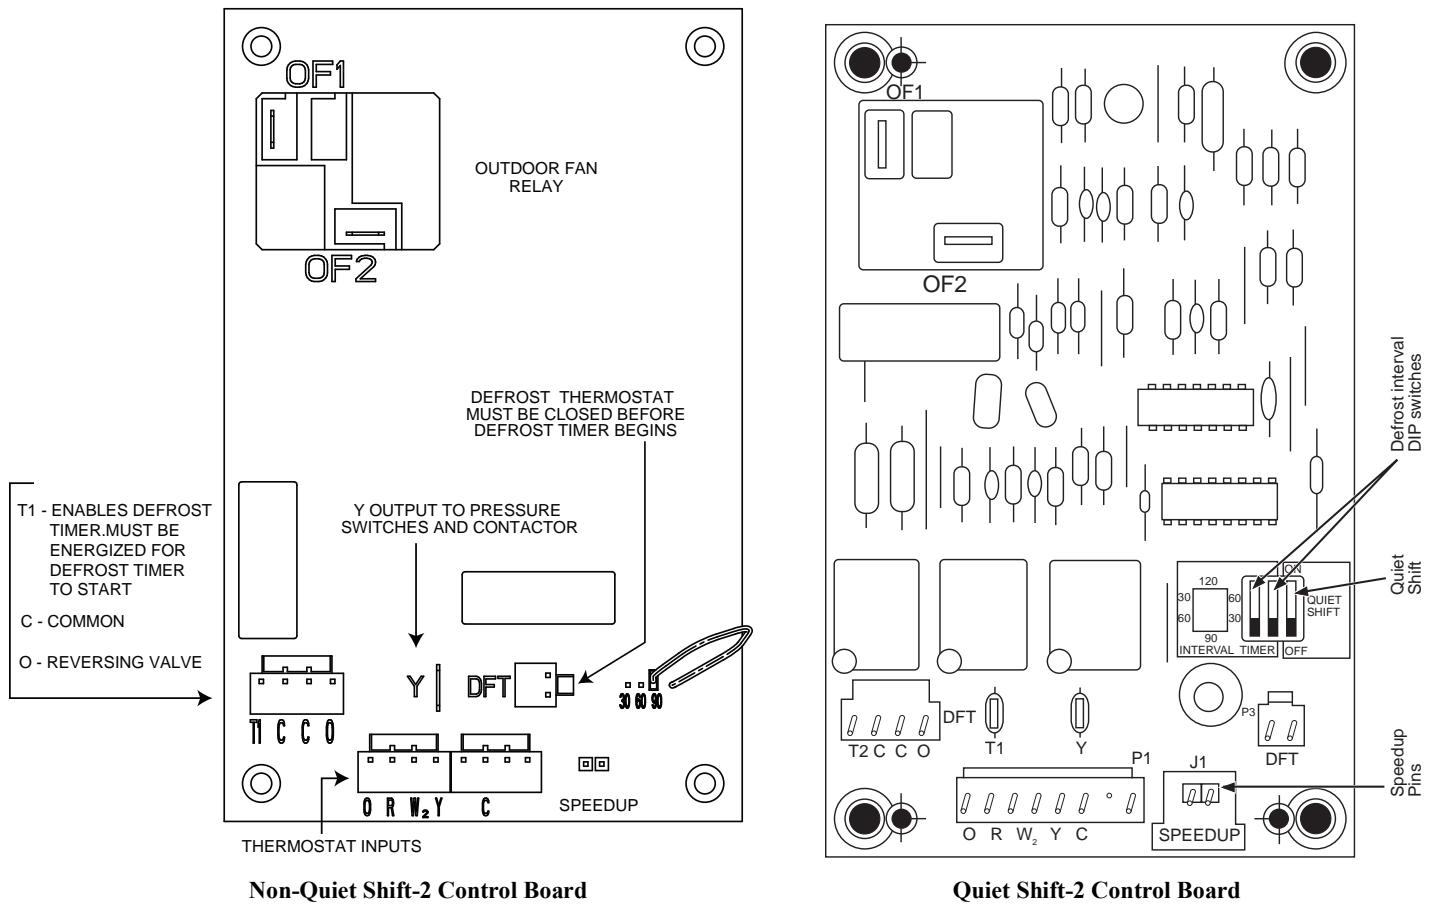 OF1
OUTDOOR FAN
RELAY
OF2
DEFROST THERMOSTAT
MUST BE CLOSED BEFORE
DEFROST TIMER BEGINS
T1 - ENABLES DEFROST
TIMER.MUST BE
ENERGIZED FOR
DEFROST TIMER
TO START
C - COMMON
O - REVERSING VALVE
Y OUTPUT TO PRESSURE
SWITCHES AND CONTACTOR
Y
DFT
30 60 90
T1 C C O
O R W2 Y C
SPEEDUP
THERMOSTAT INPUTS
Non-Quiet Shift-2 Control Board
OF1
OF2
Defrost interval
DIP switches
Quiet
Shift
Speedup
Pins
120
30 60
60 30
90
INTERVAL TIMER
ON
QUIET
SHIFT
OFF
T2 C C O
DFT
T1
Y
P3
DFT
P1
J1
O R W2 Y C
SPEEDUP
Quiet Shift-2 Control Board